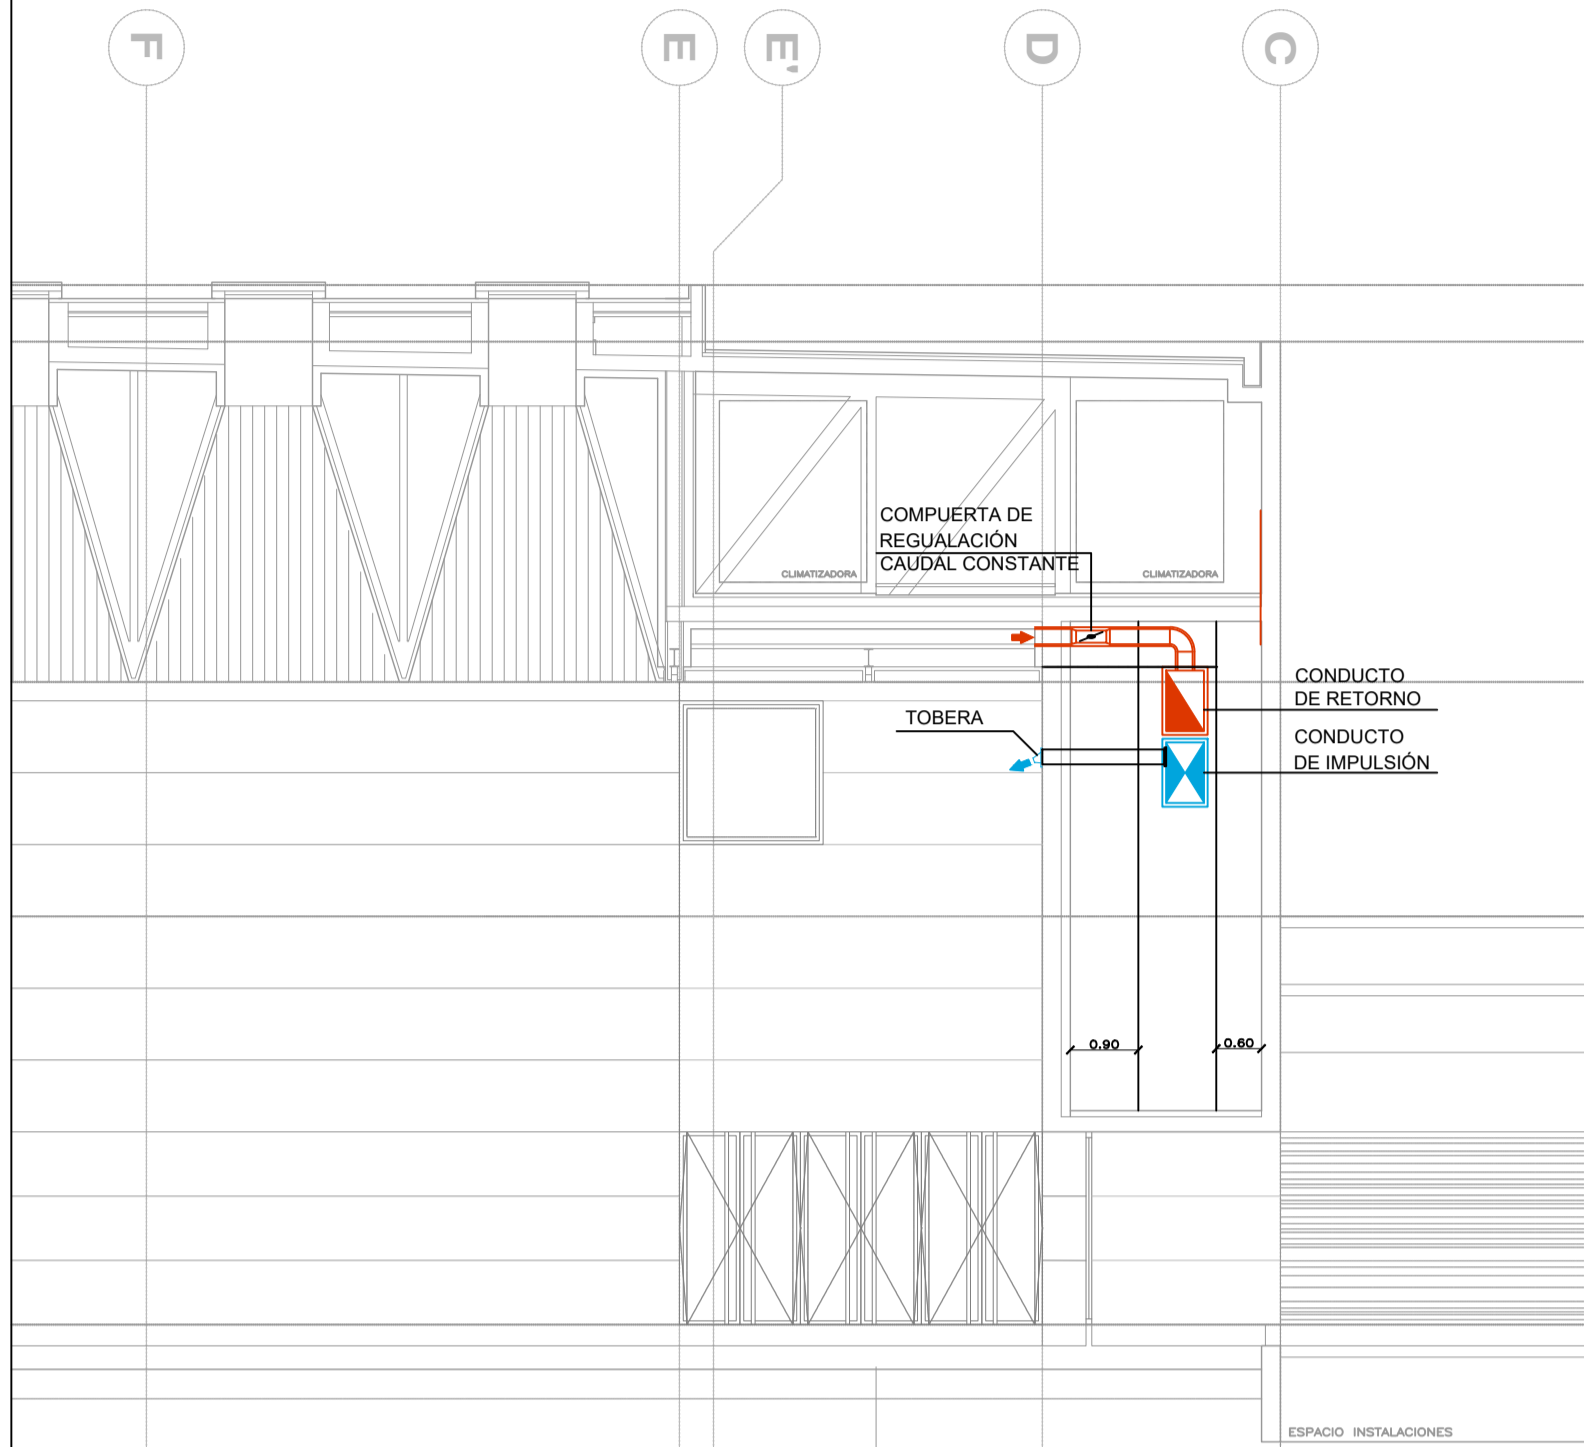 F
E
E'
D
C
COMPUERTA DE
REGUALACIÓN
CAUDAL CONSTANTE
CLIMATIZADORA
CLIMATIZADORA
CONDUCTO
DE RETORNO
TOBERA
CONDUCTO
DE IMPULSIÓN
0.90
0.60
ESPACIO INSTALACIONES